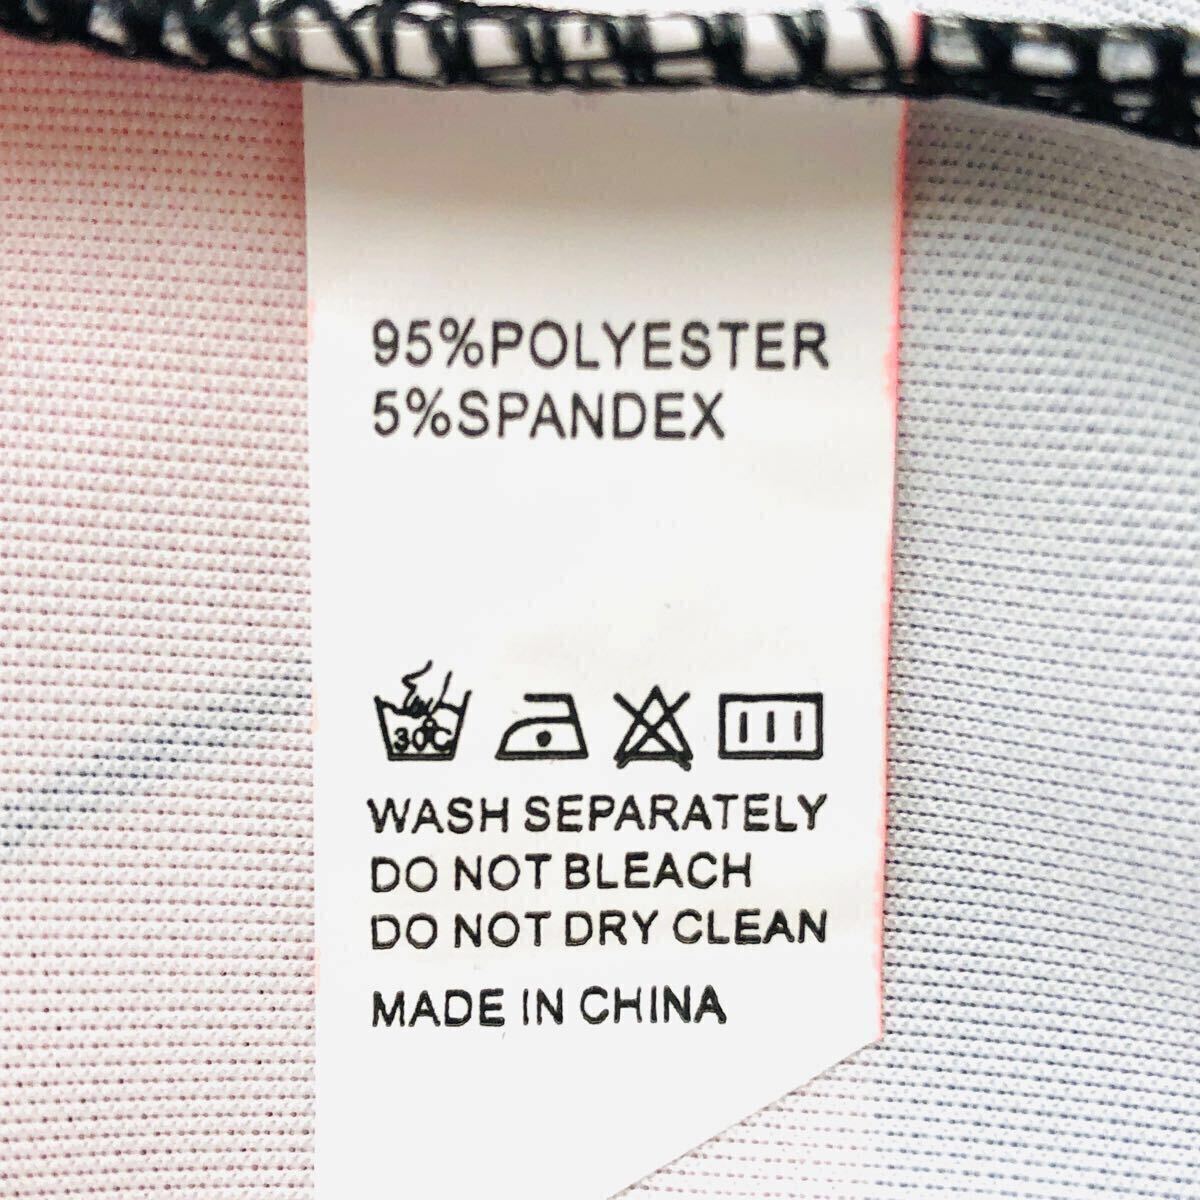 95%POLYESTER
5%SPANDEX
30°C
WASH SEPARATELY
DO NOT BLEACH
DO NOT DRY CLEAN
MADE IN CHINA